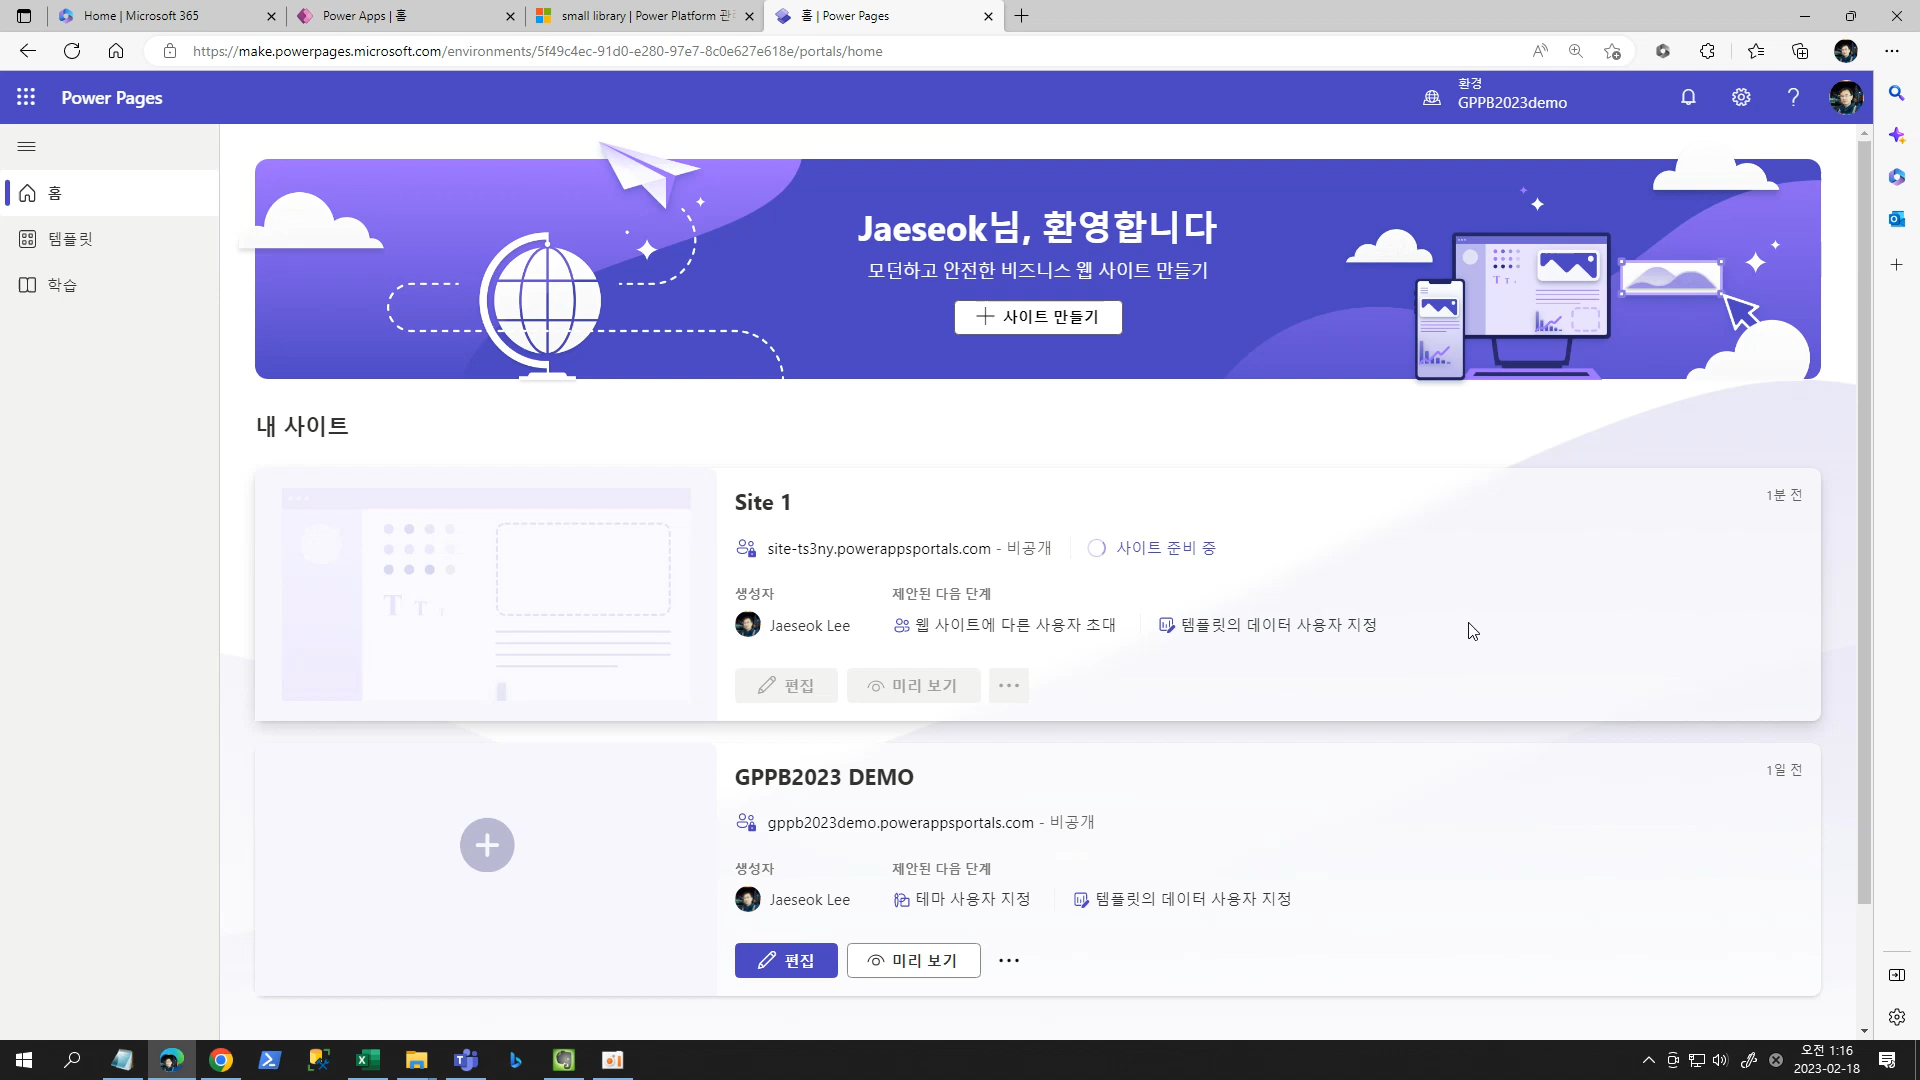 Home | Microsoft 365
Power Apps | 홈
small library | Power Platform 관
홈 | Power Pages
https://make.powerpages.microsoft.com/environments/5f49c4ec-91d0-e280-97e7-8c0e627e618e/portals/home
Power Pages
환경
GPPB2023demo
홈
템플릿
학습
Jaeseok님, 환영합니다
모던하고 안전한 비즈니스 웹 사이트 만들기
사이트 만들기
내 사이트
Site 1
1분 전
site-ts3ny.powerappsportals.com - 비공개
사이트 준비 중
생성자
제안된 다음 단계
Jaeseok Lee
웹 사이트에 다른 사용자 초대
템플릿의 데이터 사용자 지정
편집
미리 보기
GPPB2023 DEMO
1일 전
gppb2023demo.powerappsportals.com - 비공개
생성자
제안된 다음 단계
Jaeseok Lee
테마 사용자 지정
템플릿의 데이터 사용자 지정
편집
미리 보기
오전 1:16
2023-02-18